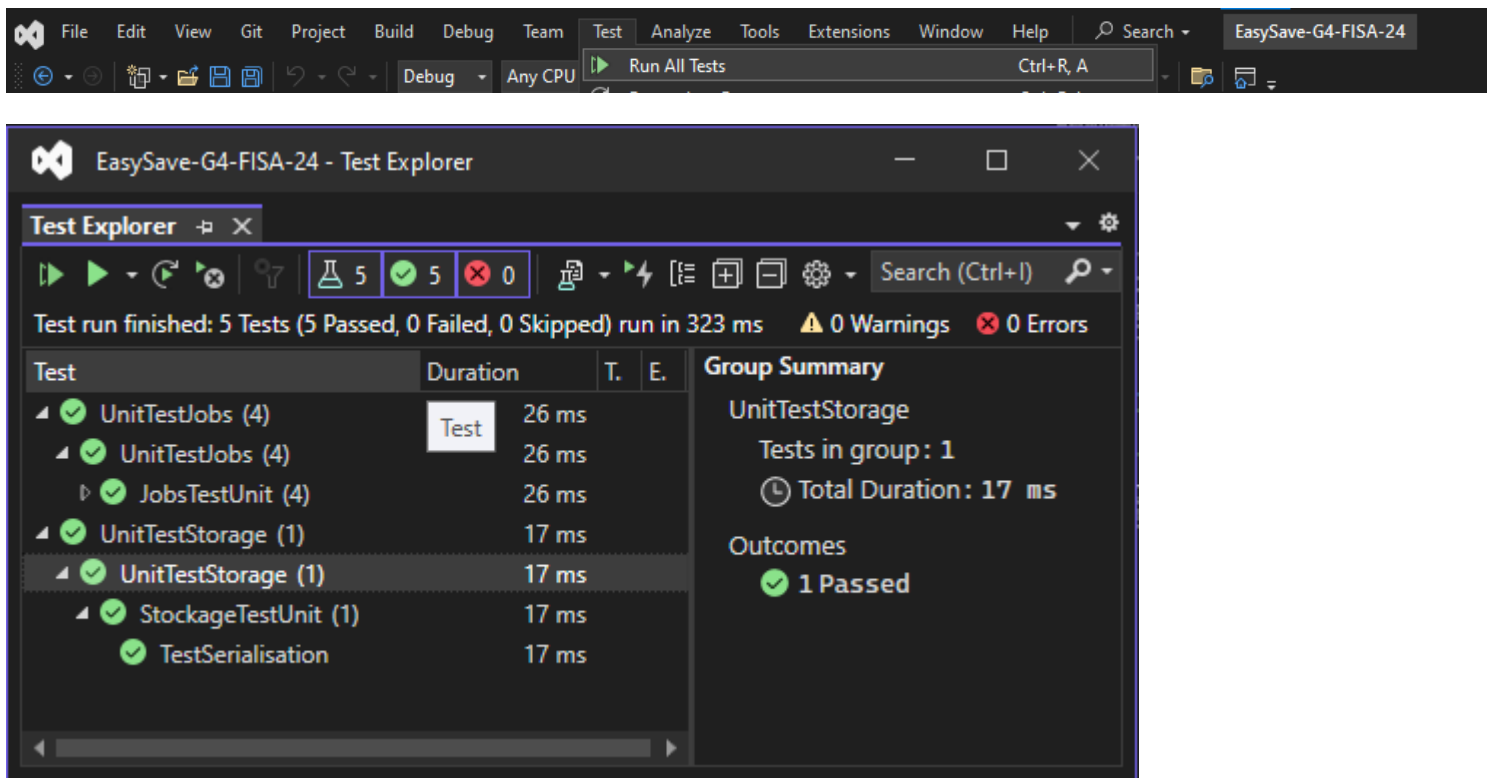 File Edit View Git Project Build Debug Team Test Analyze Tools Extensions Window Help Search EasySave-G4-FISA-24
Debug Any CPU Run All Tests Ctrl+R, A
EasySave-G4-FISA-24 - Test Explorer
Test Explorer
5 5 0 Search (Ctrl+I)
Test run finished: 5 Tests (5 Passed, 0 Failed, 0 Skipped) run in 323 ms 0 Warnings 0 Errors
Test Duration T. E. Group Summary
UnitTestJobs (4) Test 26 ms UnitTestStorage
UnitTestJobs (4) 26 ms Tests in group: 1
JobsTestUnit (4) 26 ms Total Duration: 17 ms
UnitTestStorage (1) 17 ms Outcomes
UnitTestStorage (1) 17 ms 1 Passed
StockageTestUnit (1) 17 ms
TestSerialisation 17 ms